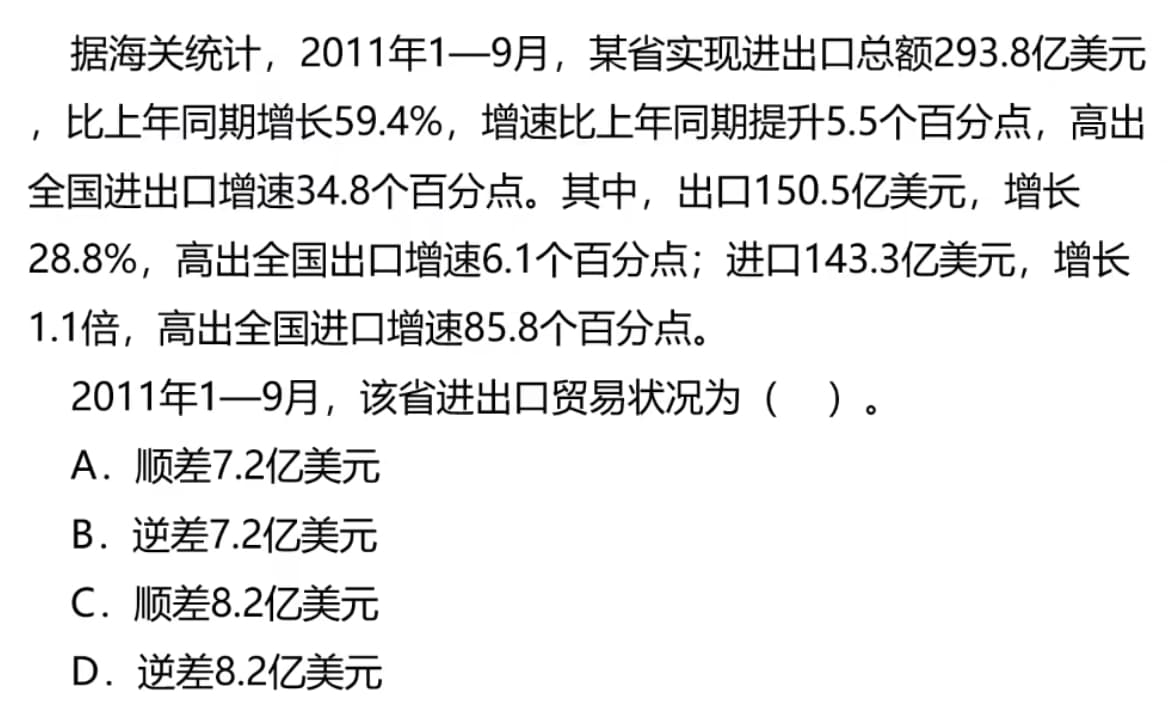 据海关统计，2011年1—9月，某省实现进出口总额293.8亿美元
，比上年同期增长59.4%，增速比上年同期提升5.5个百分点，高出
全国进出口增速34.8个百分点。其中，出口150.5亿美元，增长
28.8%，高出全国出口增速6.1个百分点；进口143.3亿美元，增长
1.1倍，高出全国进口增速85.8个百分点。
2011年1—9月，该省进出口贸易状况为（　）。
A．顺差7.2亿美元
B．逆差7.2亿美元
C．顺差8.2亿美元
D．逆差8.2亿美元